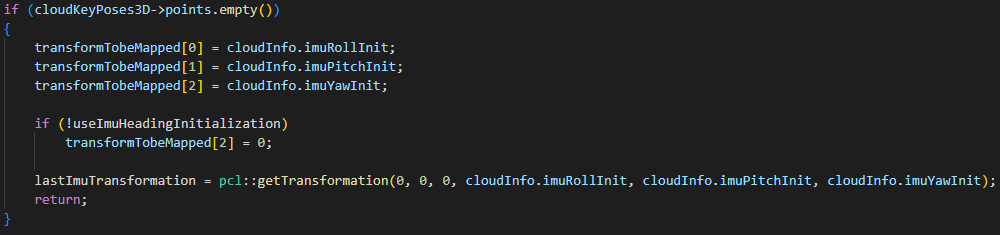 if (cloudKeyPoses3D->points.empty())
{
    transformTobeMapped[0] = cloudInfo.imuRollInit;
    transformTobeMapped[1] = cloudInfo.imuPitchInit;
    transformTobeMapped[2] = cloudInfo.imuYawInit;

    if (!useImuHeadingInitialization)
        transformTobeMapped[2] = 0;

    lastImuTransformation = pcl::getTransformation(0, 0, 0, cloudInfo.imuRollInit, cloudInfo.imuPitchInit, cloudInfo.imuYawInit);
    return;
}